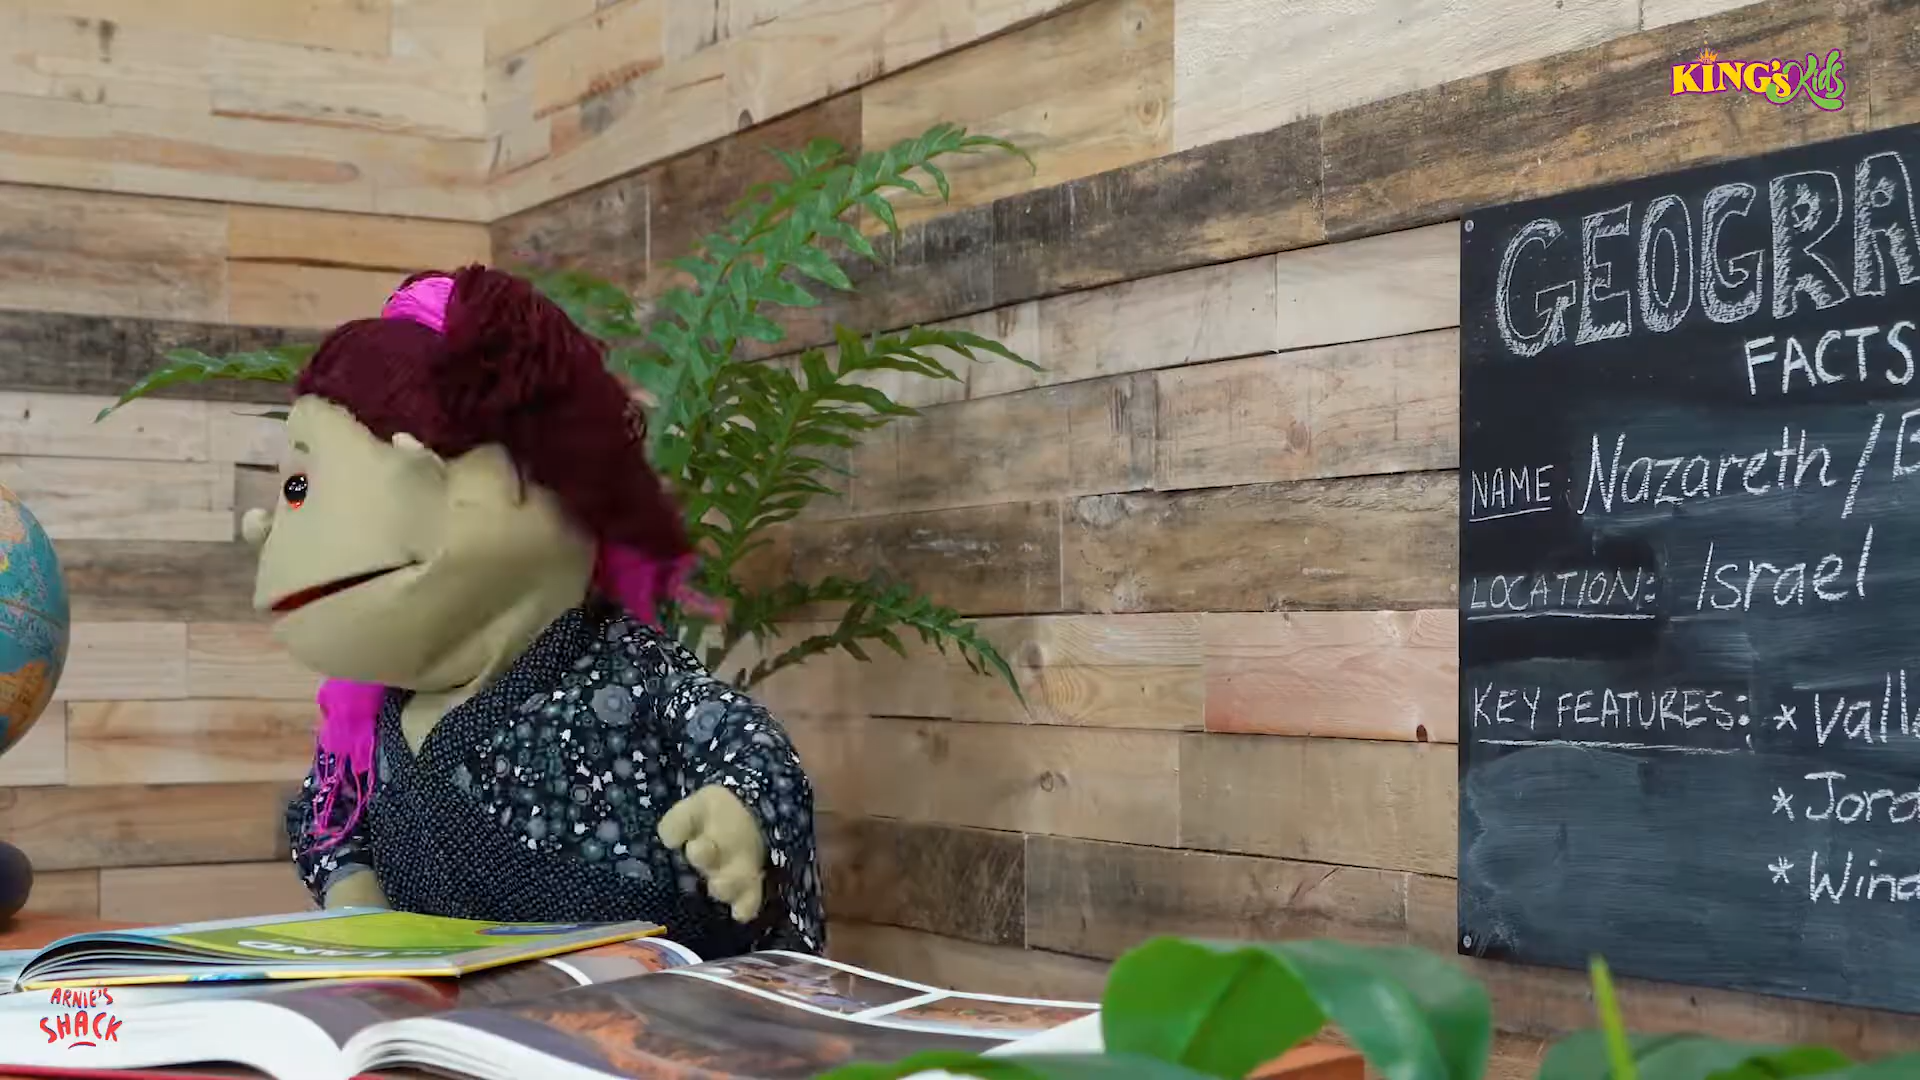 KING'S Kids
GEOGRA
FACTS
NAME: Nazareth / B
LOCATION: Israel
KEY FEATURES: * Vall
* Jord
* Wind
ARNIE'S
SHACK